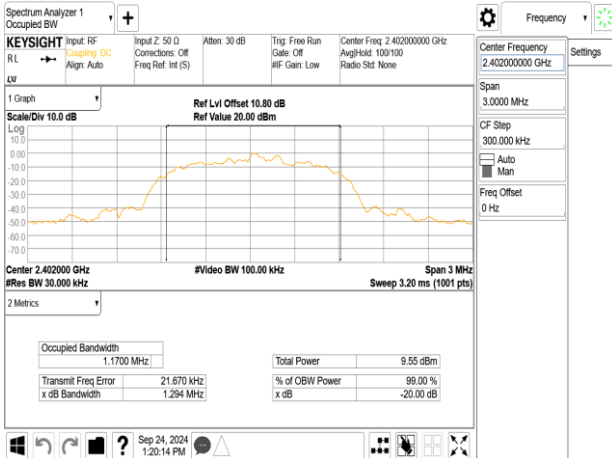 Spectrum Analyzer 1
Occupied BW
Frequency
KEYSIGHT
RL
LXI
Input: RF
Coupling: DC
Align: Auto
Input Z: 50 Ω
Corrections: Off
Freq Ref: Int (S)
Atten: 30 dB
Trig: Free Run
Gate: Off
#IF Gain: Low
Center Freq: 2.402000000 GHz
Avg|Hold: 100/100
Radio Std: None
Center Frequency
2.402000000 GHz
Settings
Span
3.0000 MHz
CF Step
300.000 kHz
Auto
Man
Freq Offset
0 Hz
1 Graph
Scale/Div 10.0 dB
Ref Lvl Offset 10.80 dB
Ref Value 20.00 dBm
Log
10.0
0.00
-10.0
-20.0
-30.0
-40.0
-50.0
-60.0
-70.0
Center 2.402000 GHz
#Video BW 100.00 kHz
Span 3 MHz
#Res BW 30.000 kHz
Sweep 3.20 ms (1001 pts)
2 Metrics
Occupied Bandwidth
1.1700 MHz
Total Power 9.55 dBm
Transmit Freq Error 21.670 kHz
% of OBW Power 99.00 %
x dB Bandwidth 1.294 MHz
x dB -20.00 dB
?
Sep 24, 2024
1:20:14 PM